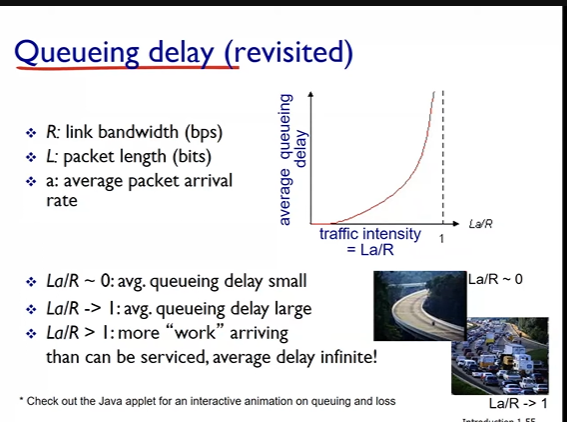 Queueing delay (revisited)
❖ R: link bandwidth (bps)
❖ L: packet length (bits)
❖ a: average packet arrival
rate
average queueing
delay
traffic intensity
= La/R
1
La/R
❖ La/R ~ 0: avg. queueing delay small
❖ La/R -> 1: avg. queueing delay large
❖ La/R > 1: more “work” arriving
than can be serviced, average delay infinite!
La/R ~ 0
La/R -> 1
* Check out the Java applet for an interactive animation on queuing and loss
Introduction 1-55